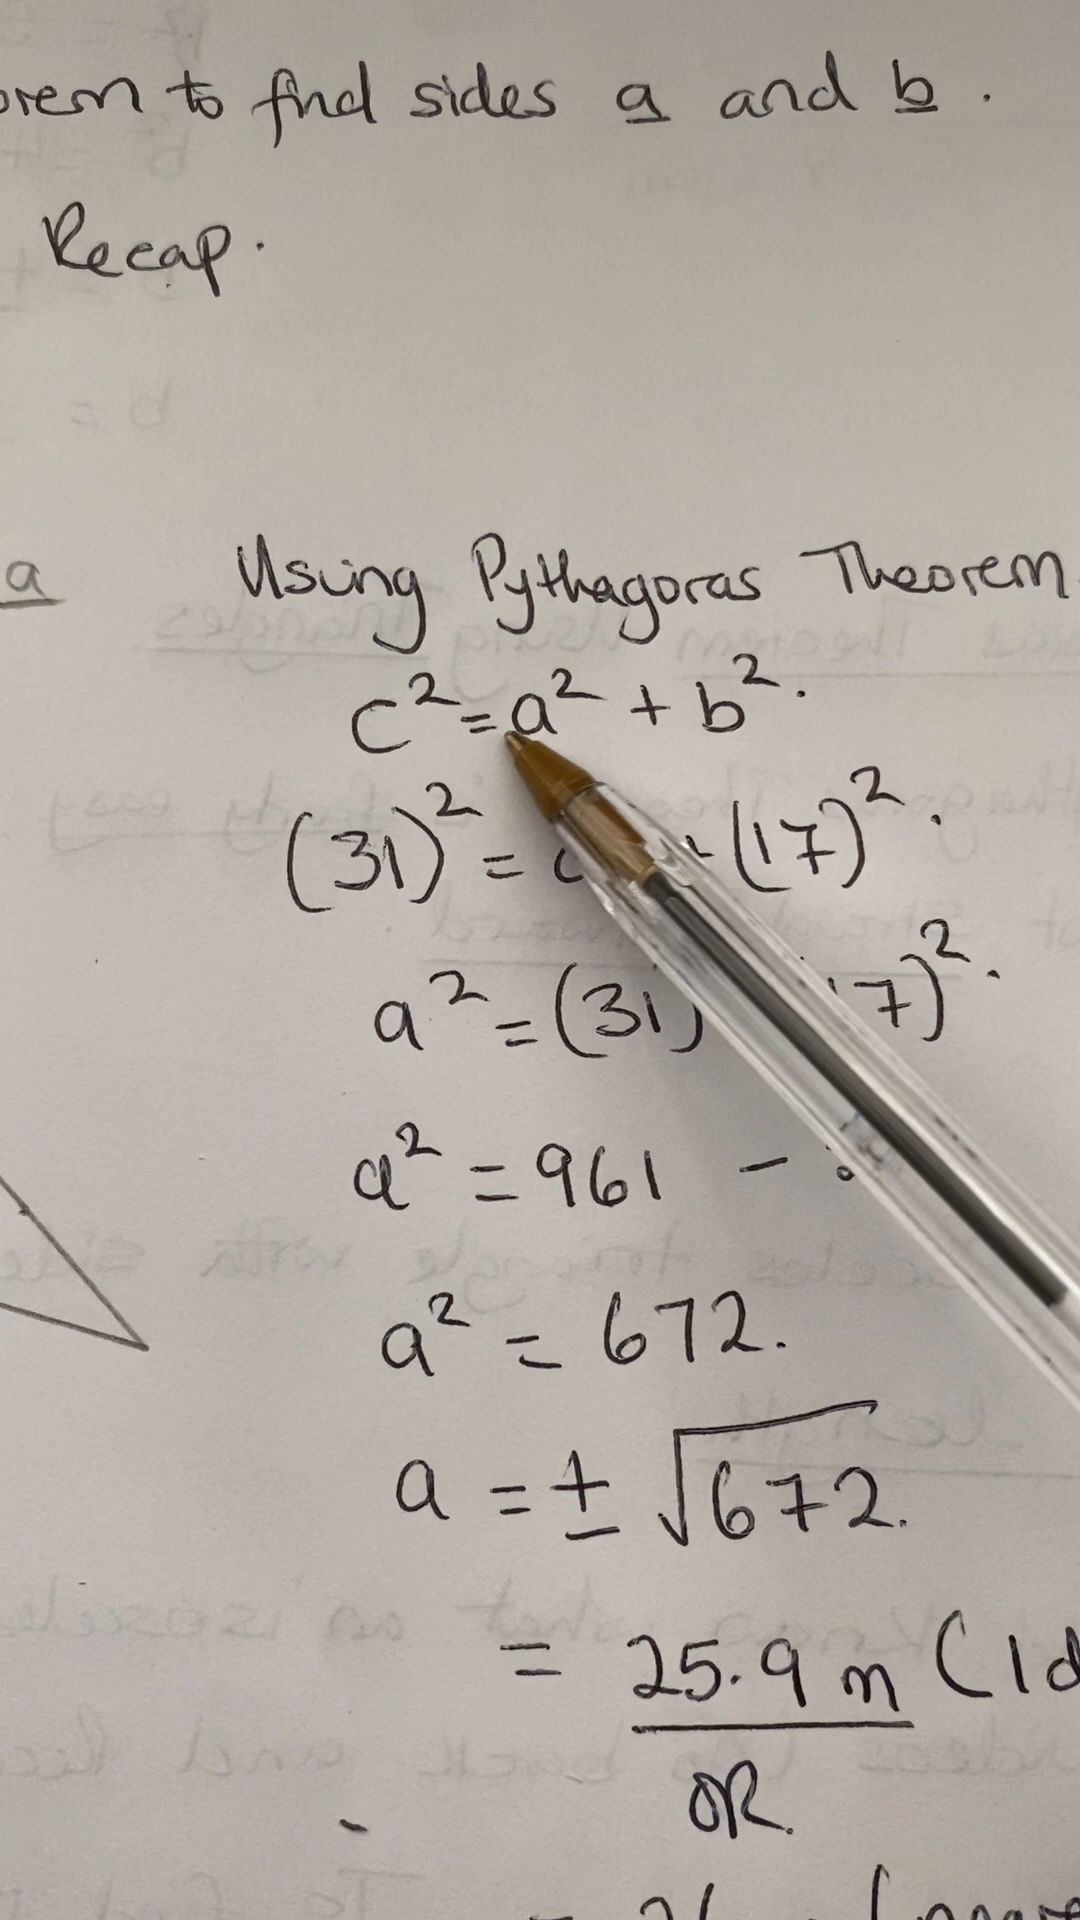 to find sides a and b.
Recap.
a Using Pythagoras Theorem
c² = a² + b².
(31)² = (17)².
a² = (31) 7)².
a² = 961 -
a² = 672.
a = ± √672.
= 25.9 m (1d
OR.